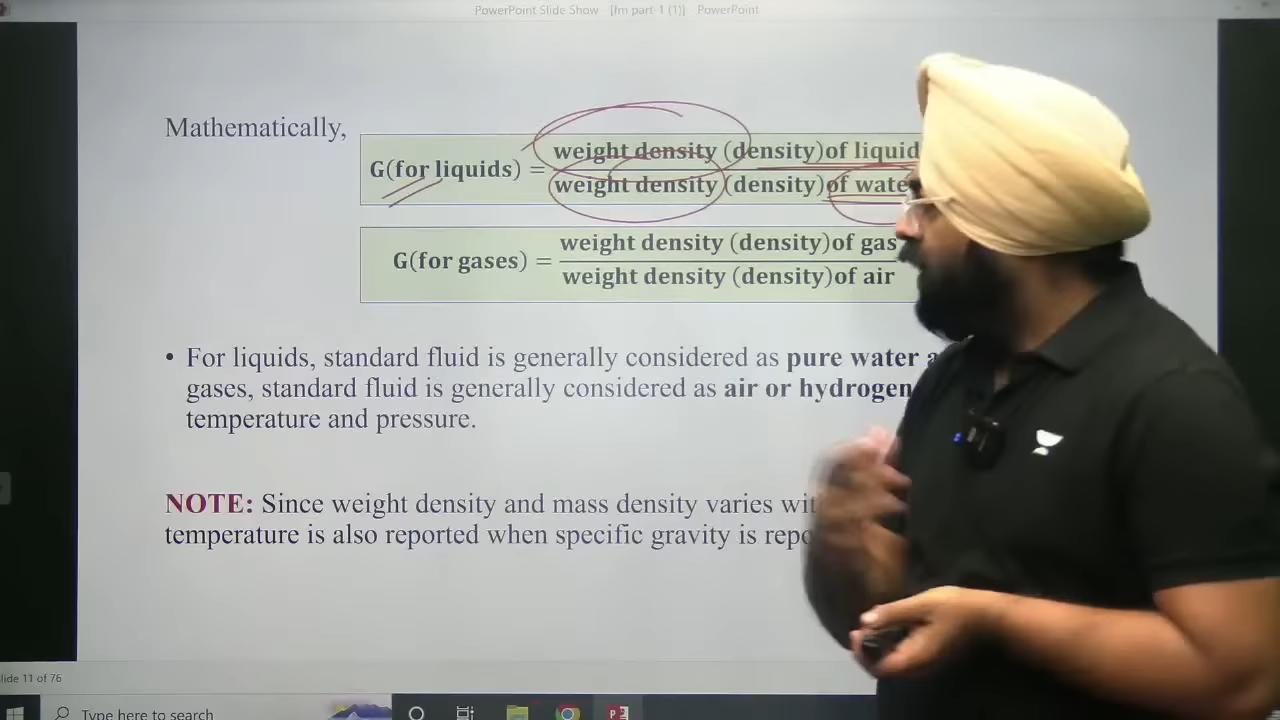 PowerPoint Slide Show - [fm part-1 (1)] - PowerPoint
Mathematically,
G(for liquids) = weight density (density)of liquid
weight density (density)of wate
G(for gases) = weight density (density)of gas
weight density (density)of air
• For liquids, standard fluid is generally considered as pure water
gases, standard fluid is generally considered as air or hydrogen
temperature and pressure.
NOTE: Since weight density and mass density varies wit
temperature is also reported when specific gravity is repo
lide 11 of 76
Type here to search